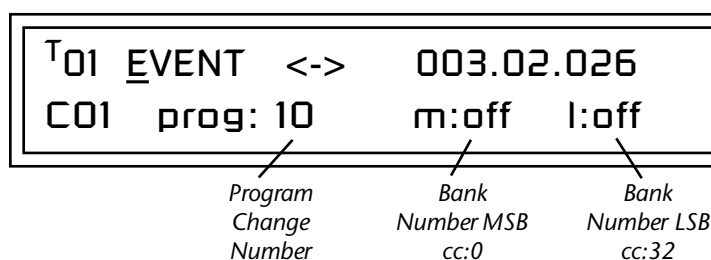 T01 EVENT <-> 003.02.026
C01 prog: 10 m:off l:off
Program Change Number
Bank Number MSB cc:0
Bank Number LSB cc:32